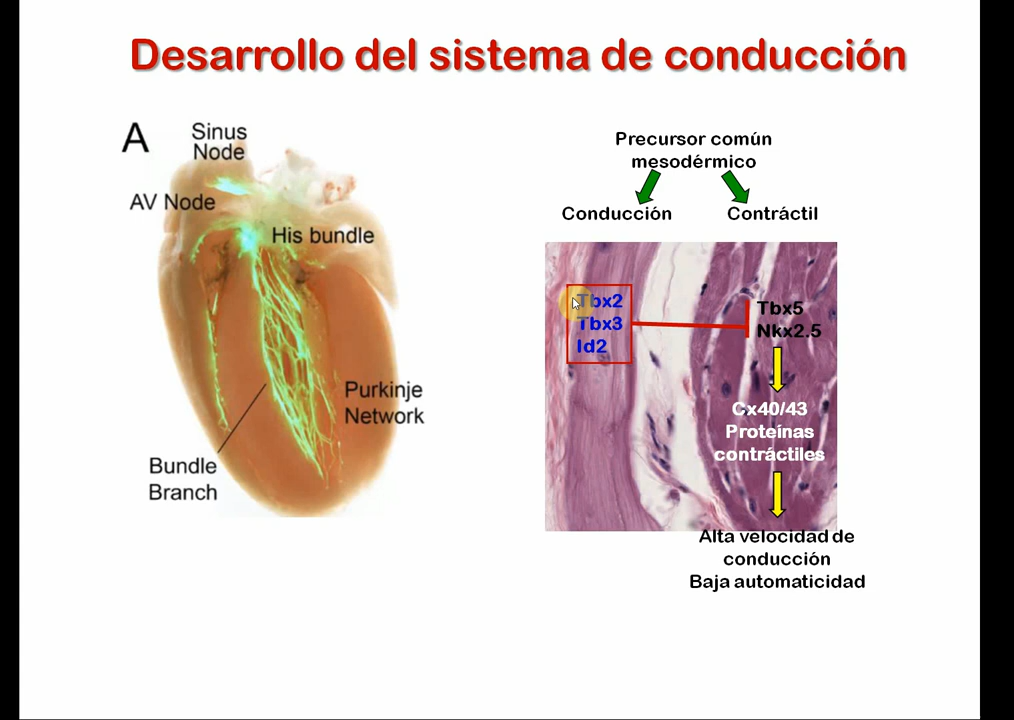 Desarrollo del sistema de conducción
A
Sinus
Node
AV Node
His bundle
Purkinje
Network
Bundle
Branch
Precursor común
mesodérmico
Conducción
Contráctil
Tbx2
Tbx3
Id2
Tbx5
Nkx2.5
Cx40/43
Proteínas
contráctiles
Alta velocidad de
conducción
Baja automaticidad